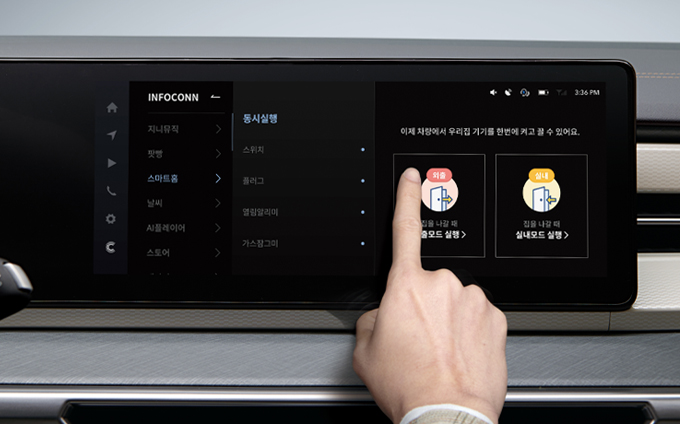 INFOCONN
3:36 PM
지니뮤직
팟빵
스마트홈
날씨
AI플레이어
스토어
동시실행
스위치
플러그
열림알리미
가스잠그미
이제 차량에서 우리집 기기를 한번에 켜고 끌 수 있어요.
외출
집을 나갈 때
출모드 실행 >
실내
집을 나갈 때
실내모드 실행 >